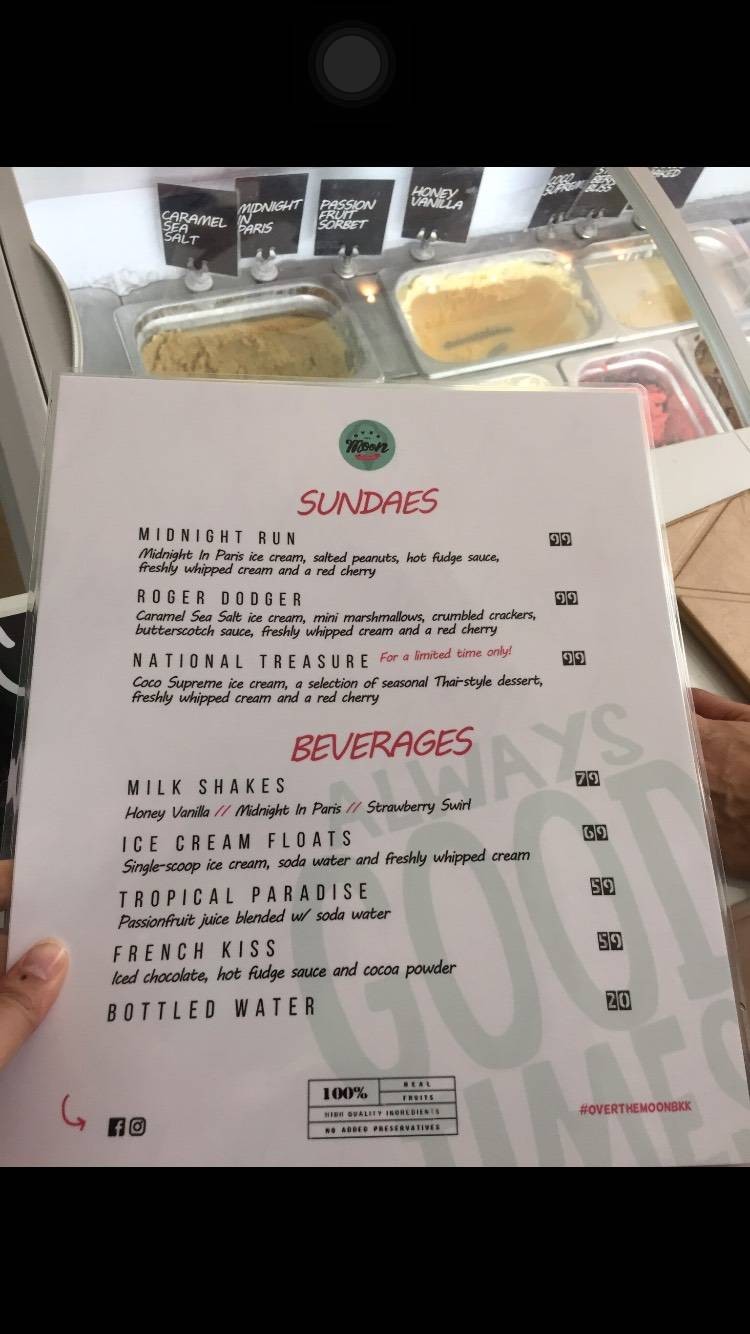 CARAMEL
SEA
SALT
MIDNIGHT
IN
PARIS
PASSION
FRUIT
SORBET
HONEY
VANILLA
COCO
SUPREME
BLISS
Moon
SUNDAES
MIDNIGHT RUN 99
Midnight In Paris ice cream, salted peanuts, hot fudge sauce,
freshly whipped cream and a red cherry
ROGER DODGER 99
Caramel Sea Salt ice cream, mini marshmallows, crumbled crackers,
butterscotch sauce, freshly whipped cream and a red cherry
NATIONAL TREASURE For a limited time only! 99
Coco Supreme ice cream, a selection of seasonal Thai-style dessert,
freshly whipped cream and a red cherry
BEVERAGES
MILK SHAKES 79
Honey Vanilla // Midnight In Paris // Strawberry Swirl
ICE CREAM FLOATS 69
Single-scoop ice cream, soda water and freshly whipped cream
TROPICAL PARADISE 59
Passionfruit juice blended w/ soda water
FRENCH KISS 59
Iced chocolate, hot fudge sauce and cocoa powder
BOTTLED WATER 20
ALWAYS
GOOD
TIMES
100% REAL
FRUITS
HIGH QUALITY INGREDIENTS
NO ADDED PRESERVATIVES
#OVERTHEMOONBKK